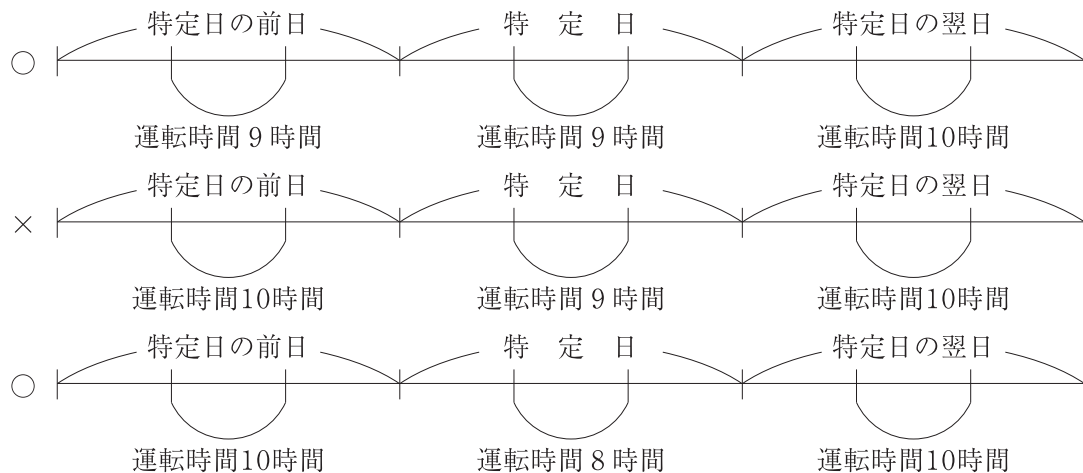 特定日の前日 特　定　日 特定日の翌日
○
運転時間９時間 運転時間９時間 運転時間10時間
特定日の前日 特　定　日 特定日の翌日
×
運転時間10時間 運転時間９時間 運転時間10時間
特定日の前日 特　定　日 特定日の翌日
○
運転時間10時間 運転時間８時間 運転時間10時間